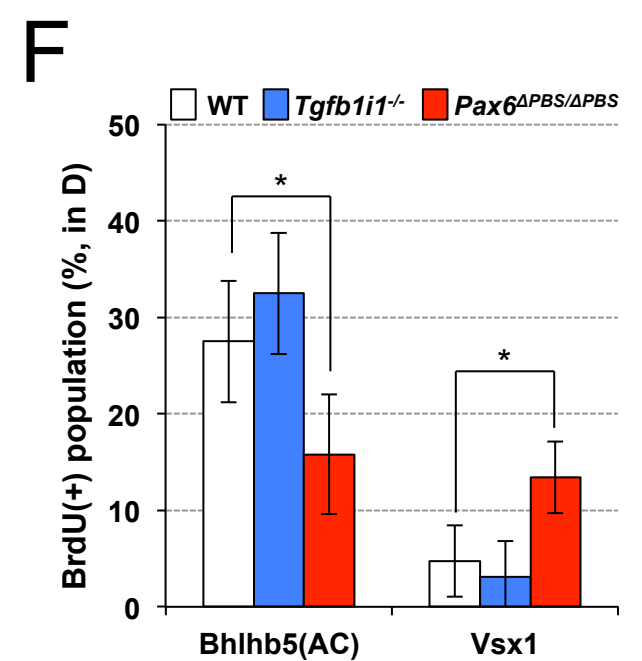 F
WT Tgfb1i1-/- Pax6ΔPBS/ΔPBS
BrdU(+) population (%, in D)
50
40
30
20
10
0
*
*
Bhlhb5(AC) Vsx1